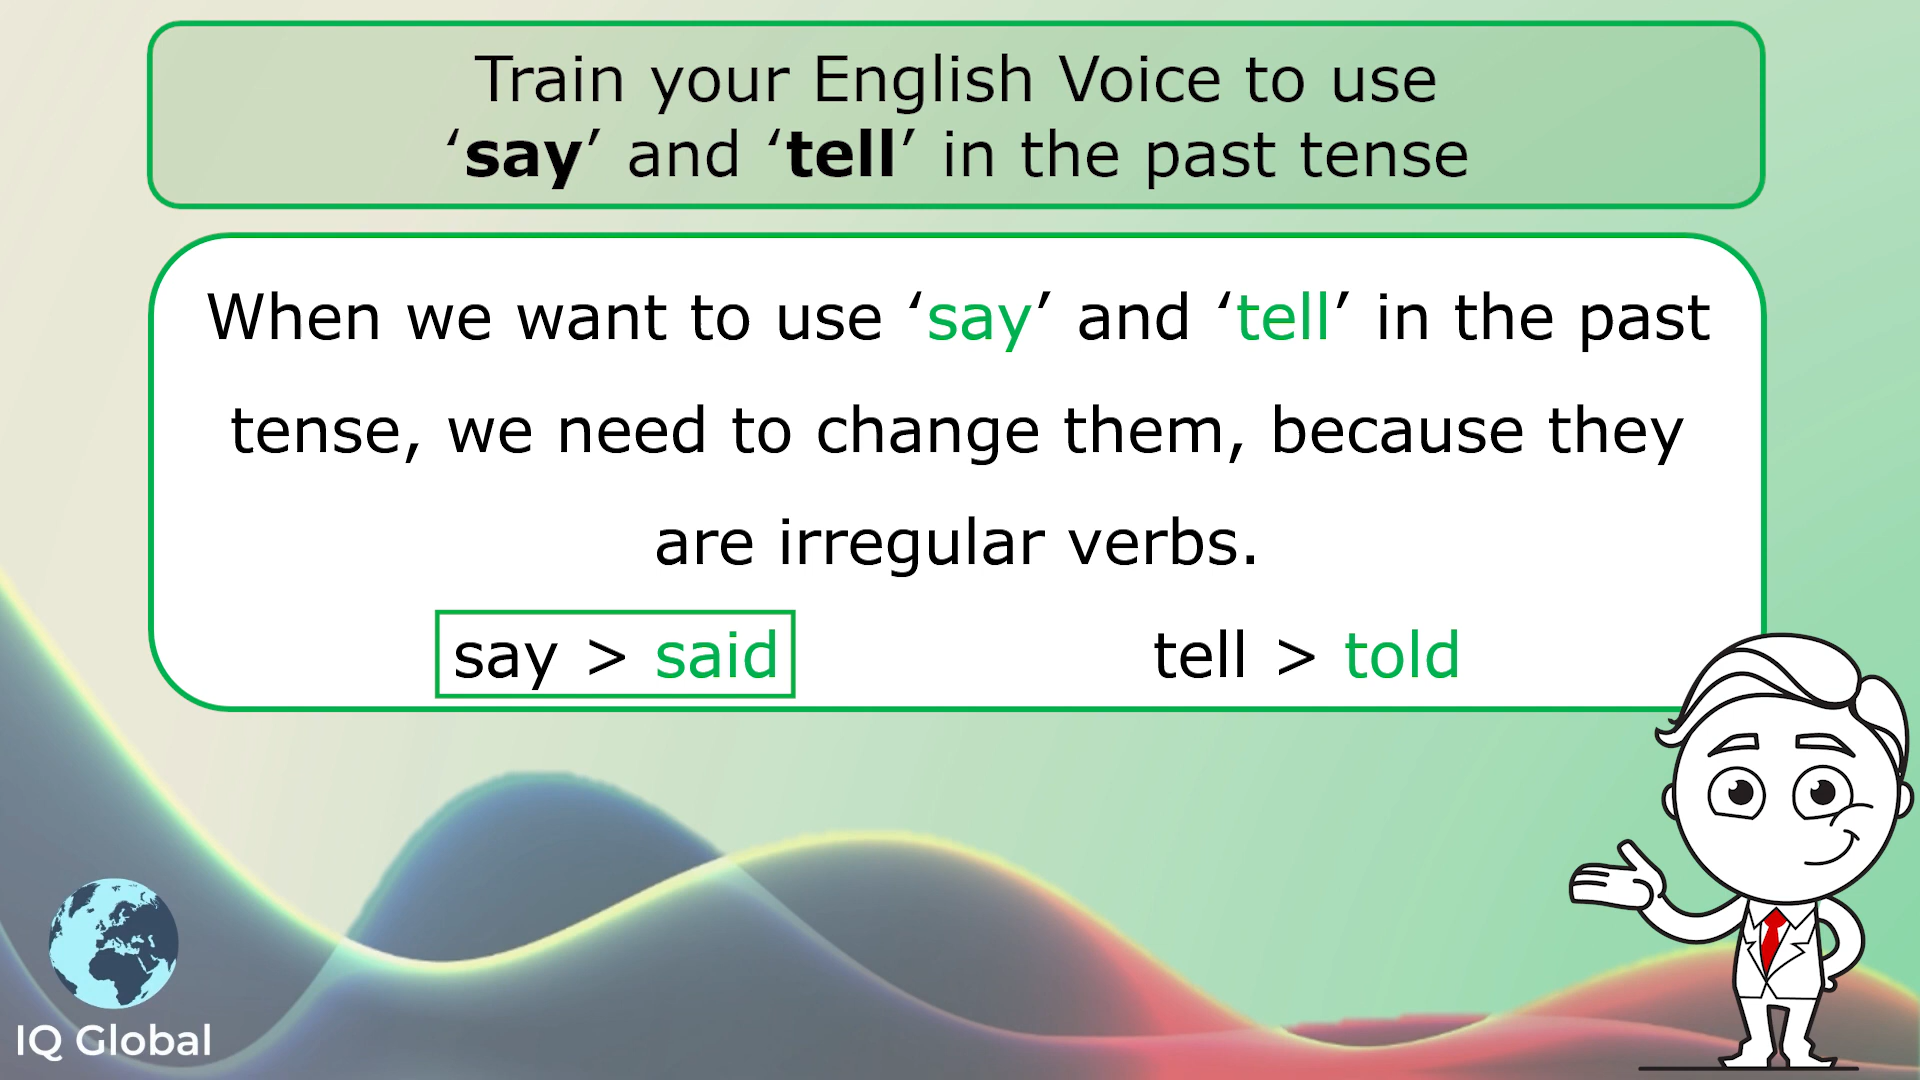 Train your English Voice to use
‘say’ and ‘tell’ in the past tense
When we want to use ‘say’ and ‘tell’ in the past
tense, we need to change them, because they
are irregular verbs.
say > said
tell > told
IQ Global